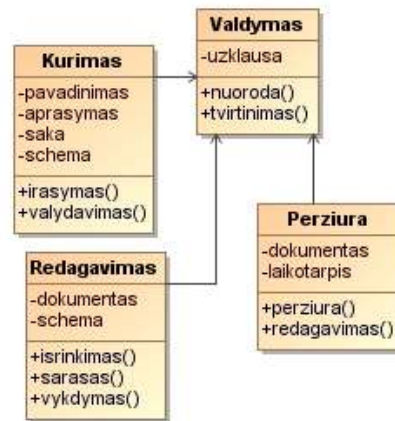 Valdymas
-uzklausa
+nuoroda()
+tvirtinimas()
Kurimas
-pavadinimas
-aprasymas
-saka
-schema
+irasymas()
+valydavimas()
Redagavimas
-dokumentas
-schema
+isrinkimas()
+sarasas()
+vykdymas()
Perziura
-dokumentas
-laikotarpis
+perziura()
+redagavimas()